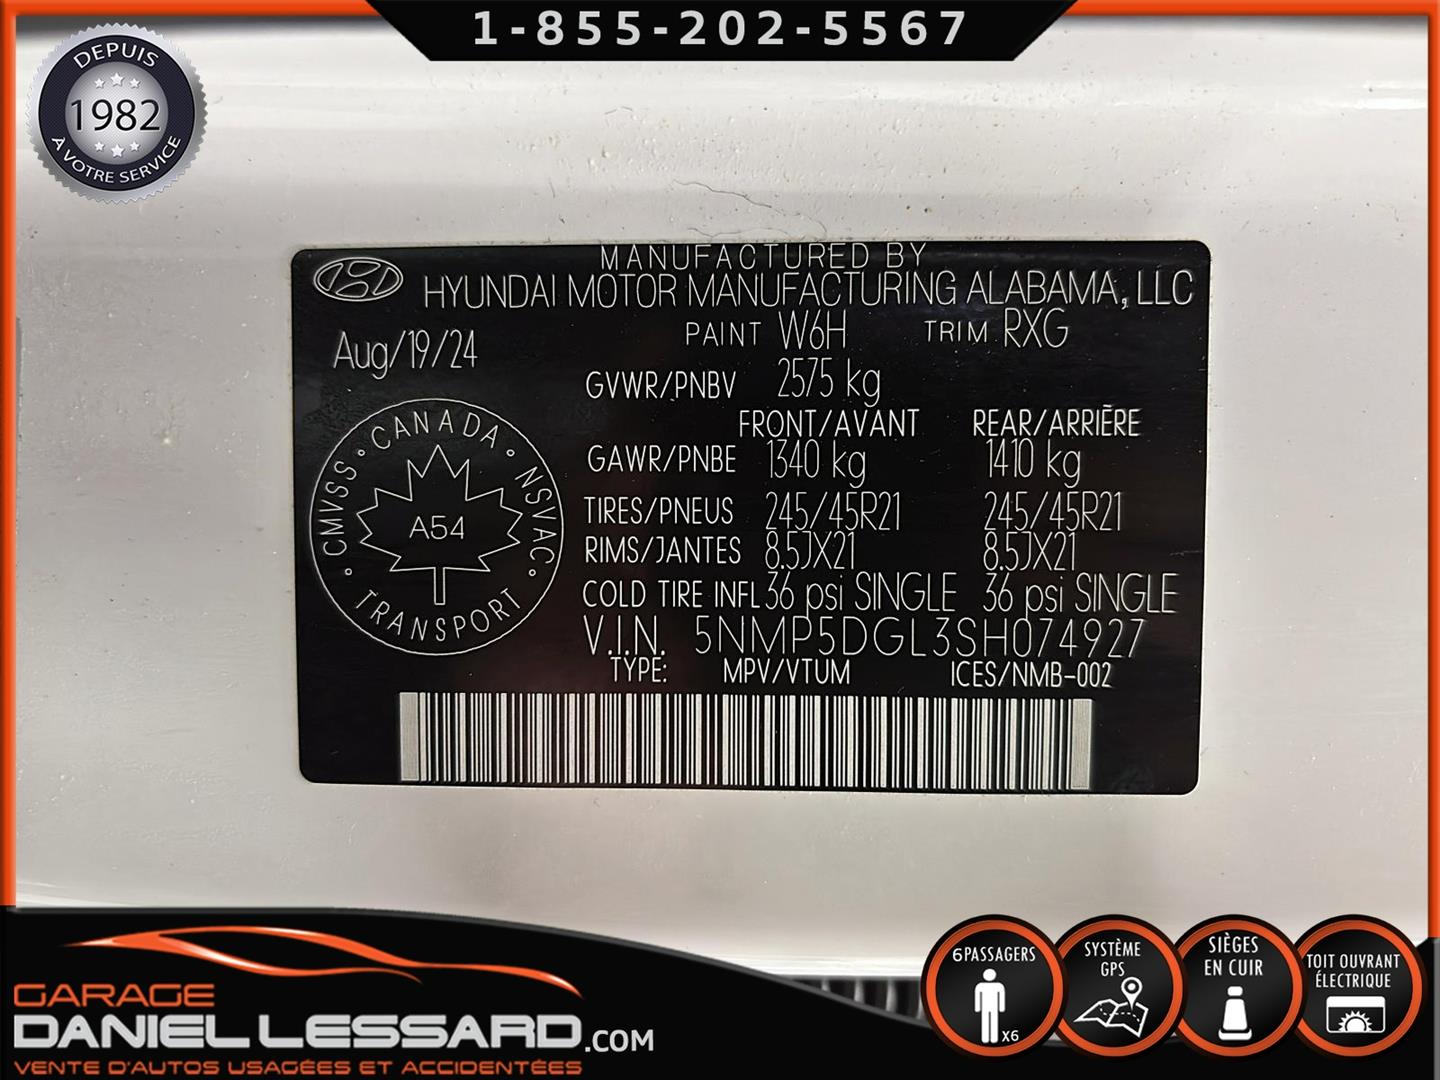 1-855-202-5567
DEPUIS
1982
À VOTRE SERVICE
MANUFACTURED BY
HYUNDAI MOTOR MANUFACTURING ALABAMA, LLC
Aug/19/24
PAINT W6H TRIM RXG
GVWR/PNBV 2575 kg
FRONT/AVANT REAR/ARRIÈRE
GAWR/PNBE 1340 kg 1410 kg
TIRES/PNEUS 245/45R21 245/45R21
RIMS/JANTES 8.5JX21 8.5JX21
COLD TIRE INFL 36 psi SINGLE 36 psi SINGLE
V.I.N. 5NMP5DGL3SH074927
TYPE: MPV/VTUM ICES/NMB-002
CMVSS • CANADA • NSVAC •
TRANSPORT
A54
GARAGE
DANIEL LESSARD.COM
VENTE D'AUTOS USAGÉES ET ACCIDENTÉES
6 PASSAGERS
X6
SYSTÈME
GPS
SIÈGES
EN CUIR
TOIT OUVRANT
ÉLECTRIQUE